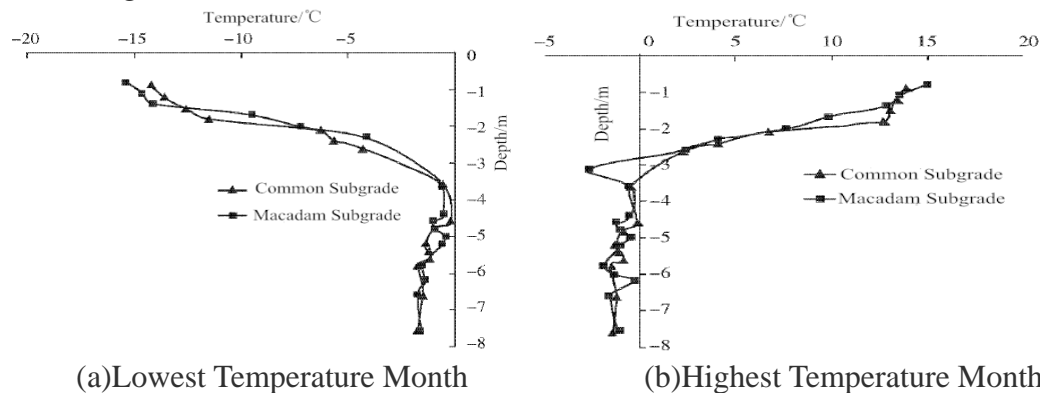 Temperature/℃
−20 −15 −10 −5 0
−1
−2
−3
−4
−5
−6
−7
−8
Depth/m
Common Subgrade
Macadam Subgrade
(a)Lowest Temperature Month
Temperature/℃
−5 0 5 10 15 20
−1
−2
−3
−4
−5
−6
−7
−8
Depth/m
Common Subgrade
Macadam Subgrade
(b)Highest Temperature Month